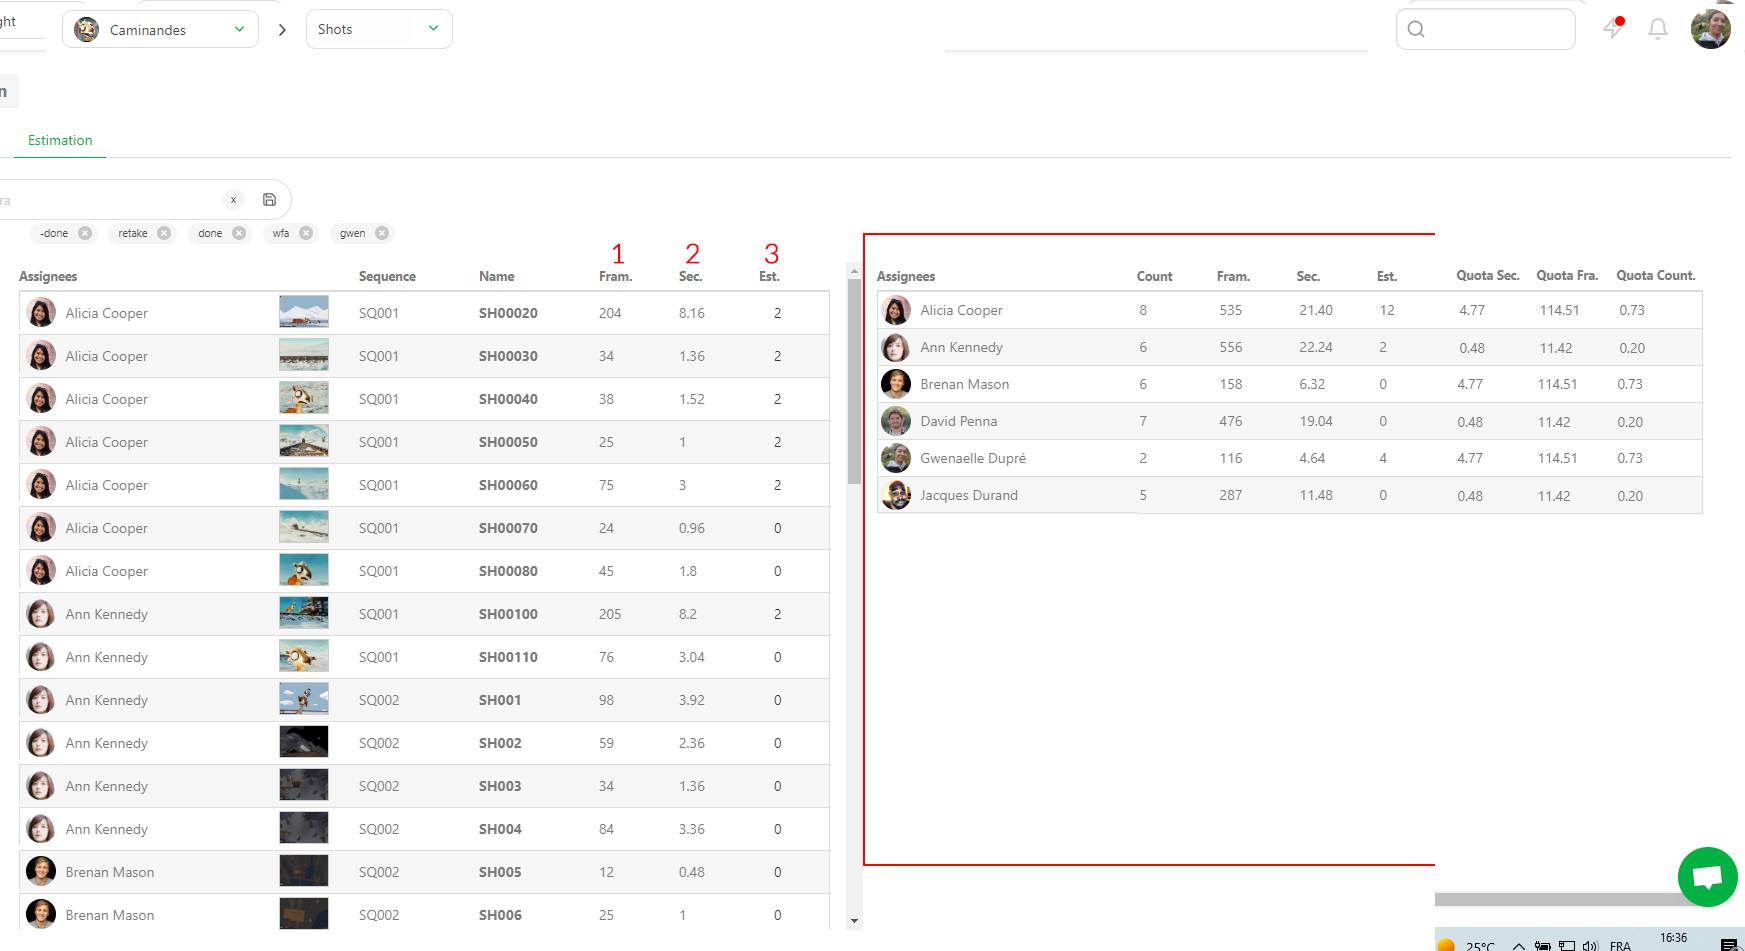 ght
Caminandes
Shots
n
Estimation
ra
x
-done
retake
done
wfa
gwen
1 2 3
Assignees Sequence Name Fram. Sec. Est.
Alicia Cooper SQ001 SH00020 204 8.16 2
Alicia Cooper SQ001 SH00030 34 1.36 2
Alicia Cooper SQ001 SH00040 38 1.52 2
Alicia Cooper SQ001 SH00050 25 1 2
Alicia Cooper SQ001 SH00060 75 3 2
Alicia Cooper SQ001 SH00070 24 0.96 0
Alicia Cooper SQ001 SH00080 45 1.8 0
Ann Kennedy SQ001 SH00100 205 8.2 2
Ann Kennedy SQ001 SH00110 76 3.04 0
Ann Kennedy SQ002 SH001 98 3.92 0
Ann Kennedy SQ002 SH002 59 2.36 0
Ann Kennedy SQ002 SH003 34 1.36 0
Ann Kennedy SQ002 SH004 84 3.36 0
Brenan Mason SQ002 SH005 12 0.48 0
Brenan Mason SQ002 SH006 25 1 0
Assignees Count Fram. Sec. Est. Quota Sec. Quota Fra. Quota Count.
Alicia Cooper 8 535 21.40 12 4.77 114.51 0.73
Ann Kennedy 6 556 22.24 2 0.48 11.42 0.20
Brenan Mason 6 158 6.32 0 4.77 114.51 0.73
David Penna 7 476 19.04 0 0.48 11.42 0.20
Gwenaelle Dupré 2 116 4.64 4 4.77 114.51 0.73
Jacques Durand 5 287 11.48 0 0.48 11.42 0.20
25°C
FRA
16:36